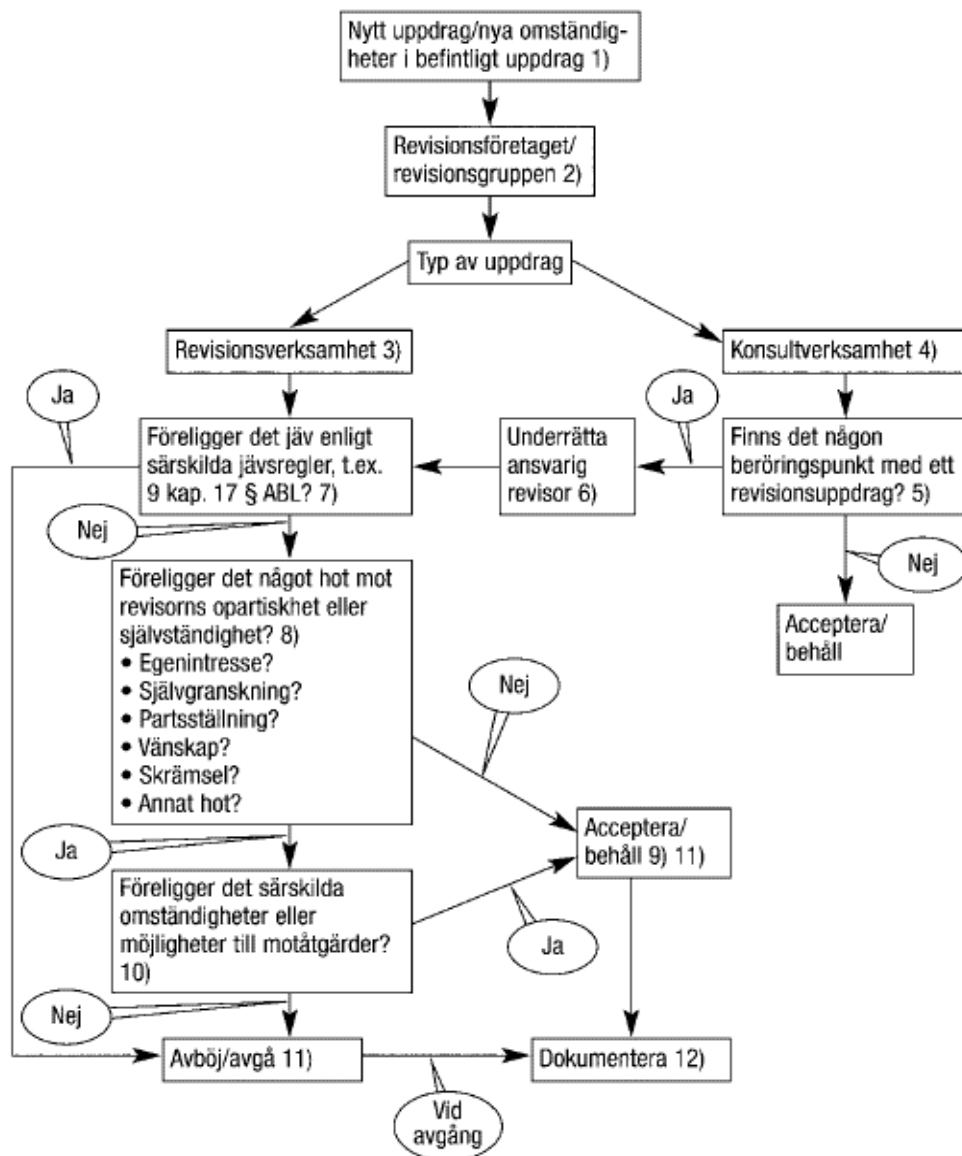 Nytt uppdrag/nya omständig-
heter i befintligt uppdrag 1)
Revisionsföretaget/
revisionsgruppen 2)
Typ av uppdrag
Revisionsverksamhet 3)
Konsultverksamhet 4)
Ja
Föreligger det jäv enligt
särskilda jävsregler, t.ex.
9 kap. 17 § ABL? 7)
Underrätta
ansvarig
revisor 6)
Ja
Finns det någon
beröringspunkt med ett
revisionsuppdrag? 5)
Nej
Nej
Föreligger det något hot mot
revisorns opartiskhet eller
självständighet? 8)
• Egenintresse?
• Självgranskning?
• Partsställning?
• Vänskap?
• Skrämsel?
• Annat hot?
Acceptera/
behåll
Nej
Ja
Acceptera/
behåll 9) 11)
Föreligger det särskilda
omständigheter eller
möjligheter till motåtgärder?
10)
Ja
Nej
Avböj/avgå 11)
Dokumentera 12)
Vid
avgång